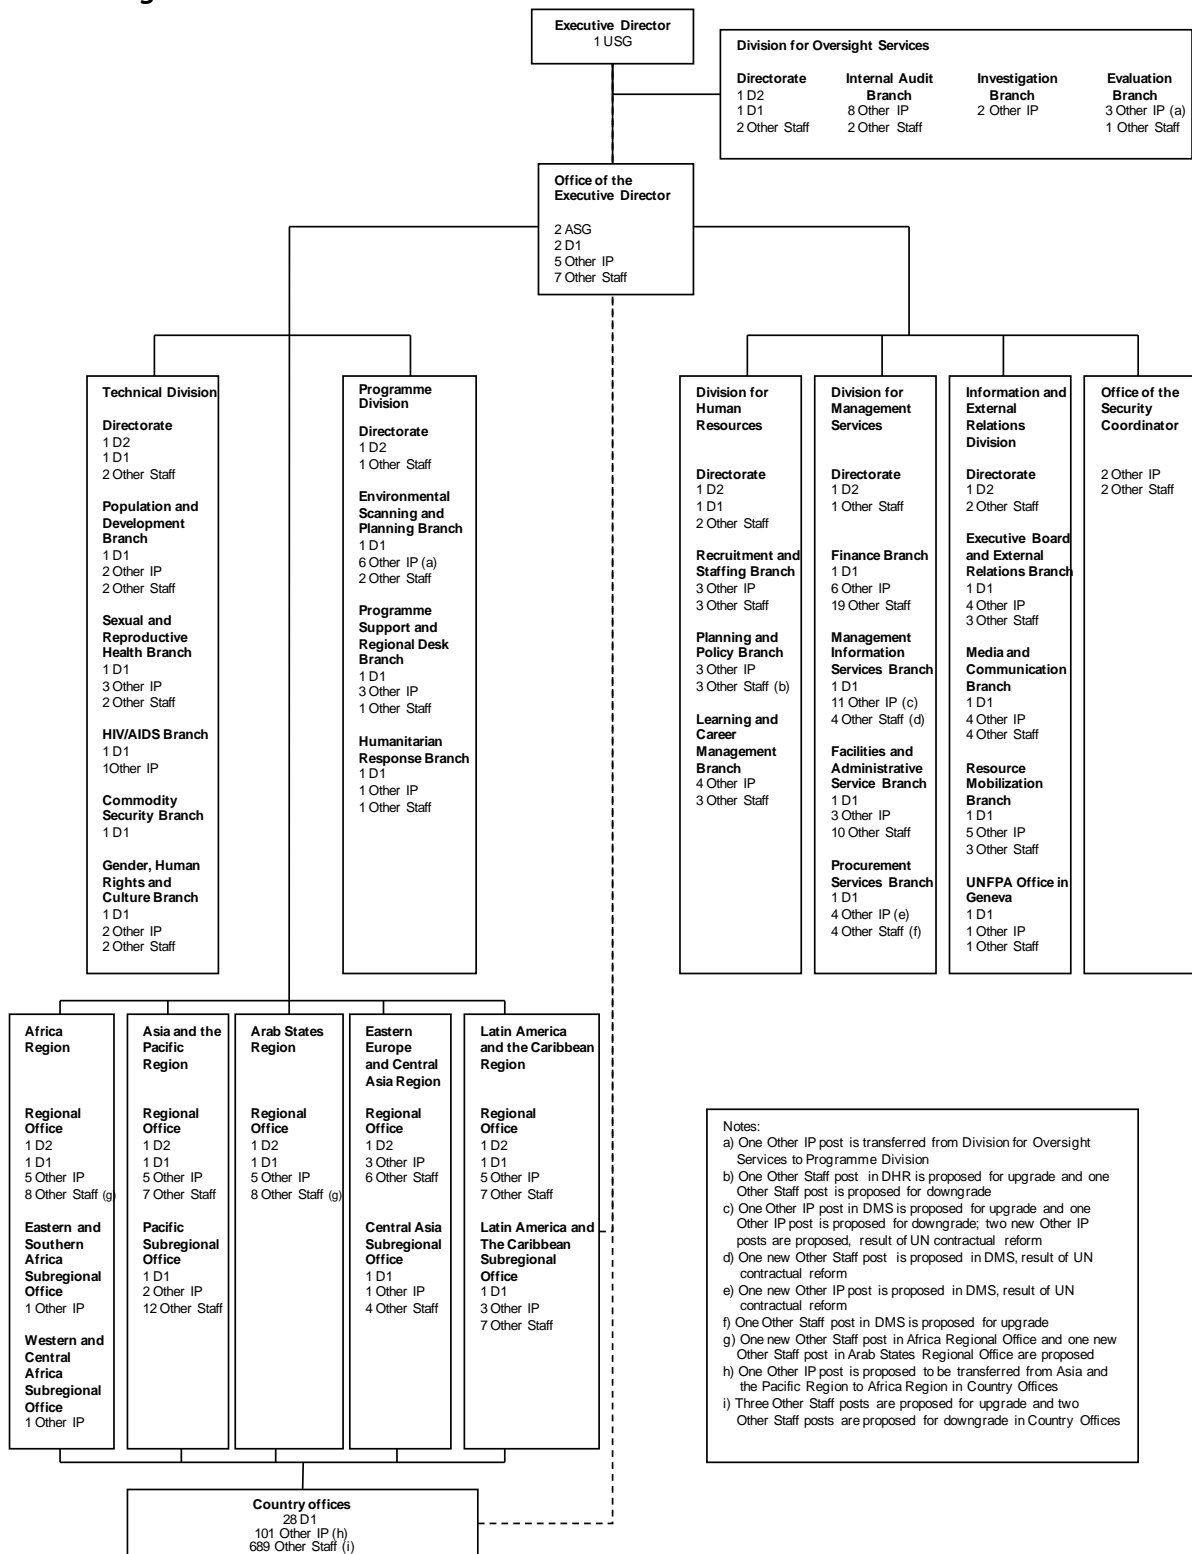 Executive Director
1 USG
Division for Oversight Services
Directorate
1 D2
1 D1
2 Other Staff
Internal Audit
Branch
8 Other IP
2 Other Staff
Investigation
Branch
2 Other IP
Evaluation
Branch
3 Other IP (a)
1 Other Staff
Office of the
Executive Director
2 ASG
2 D1
5 Other IP
7 Other Staff
Technical Division
Directorate
1 D2
1 D1
2 Other Staff
Population and
Development
Branch
1 D1
2 Other IP
2 Other Staff
Sexual and
Reproductive
Health Branch
1 D1
3 Other IP
2 Other Staff
HIV/AIDS Branch
1 D1
1Other IP
Commodity
Security Branch
1 D1
Gender, Human
Rights and
Culture Branch
1 D1
2 Other IP
2 Other Staff
Programme
Division
Directorate
1 D2
1 Other Staff
Environmental
Scanning and
Planning Branch
1 D1
6 Other IP (a)
2 Other Staff
Programme
Support and
Regional Desk
Branch
1 D1
3 Other IP
1 Other Staff
Humanitarian
Response Branch
1 D1
1 Other IP
1 Other Staff
Division for
Human
Resources
Directorate
1 D2
1 D1
2 Other Staff
Recruitment and
Staffing Branch
3 Other IP
3 Other Staff
Planning and
Policy Branch
3 Other IP
3 Other Staff (b)
Learning and
Career
Management
Branch
4 Other IP
3 Other Staff
Division for
Management
Services
Directorate
1 D2
1 Other Staff
Finance Branch
1 D1
6 Other IP
19 Other Staff
Management
Information
Services Branch
1 D1
11 Other IP (c)
4 Other Staff (d)
Facilities and
Administrative
Service Branch
1 D1
3 Other IP
10 Other Staff
Procurement
Services Branch
1 D1
4 Other IP (e)
4 Other Staff (f)
Information and
External
Relations
Division
Directorate
1 D2
2 Other Staff
Executive Board
and External
Relations Branch
1 D1
4 Other IP
3 Other Staff
Media and
Communication
Branch
1 D1
4 Other IP
4 Other Staff
Resource
Mobilization
Branch
1 D1
5 Other IP
3 Other Staff
UNFPA Office in
Geneva
1 D1
1 Other IP
1 Other Staff
Office of the
Security
Coordinator
2 Other IP
2 Other Staff
Africa
Region
Regional
Office
1 D2
1 D1
5 Other IP
8 Other Staff (g)
Eastern and
Southern
Africa
Subregional
Office
1 Other IP
Western and
Central
Africa
Subregional
Office
1 Other IP
Asia and the
Pacific
Region
Regional
Office
1 D2
1 D1
5 Other IP
7 Other Staff
Pacific
Subregional
Office
1 D1
2 Other IP
12 Other Staff
Arab States
Region
Regional
Office
1 D2
1 D1
5 Other IP
8 Other Staff (g)
Eastern
Europe
and Central
Asia Region
Regional
Office
1 D2
3 Other IP
6 Other Staff
Central Asia
Subregional
Office
1 D1
1 Other IP
4 Other Staff
Latin America
and the Caribbean
Region
Regional
Office
1 D2
1 D1
5 Other IP
7 Other Staff
Latin America and
The Caribbean
Subregional
Office
1 D1
3 Other IP
7 Other Staff
Notes:
a) One Other IP post is transferred from Division for Oversight
Services to Programme Division
b) One Other Staff post in DHR is proposed for upgrade and one
Other Staff post is proposed for downgrade
c) One Other IP post in DMS is proposed for upgrade and one
Other IP post is proposed for downgrade; two new Other IP
posts are proposed, result of UN contractual reform
d) One new Other Staff post is proposed in DMS, result of UN
contractual reform
e) One new Other IP post is proposed in DMS, result of UN
contractual reform
f) One Other Staff post in DMS is proposed for upgrade
g) One new Other Staff post in Africa Regional Office and one new
Other Staff post in Arab States Regional Office are proposed
h) One Other IP post is proposed to be transferred from Asia and
the Pacific Region to Africa Region in Country Offices
i) Three Other Staff posts are proposed for upgrade and two
Other Staff posts are proposed for downgrade in Country Offices
Country offices
28 D1
101 Other IP (h)
689 Other Staff (i)